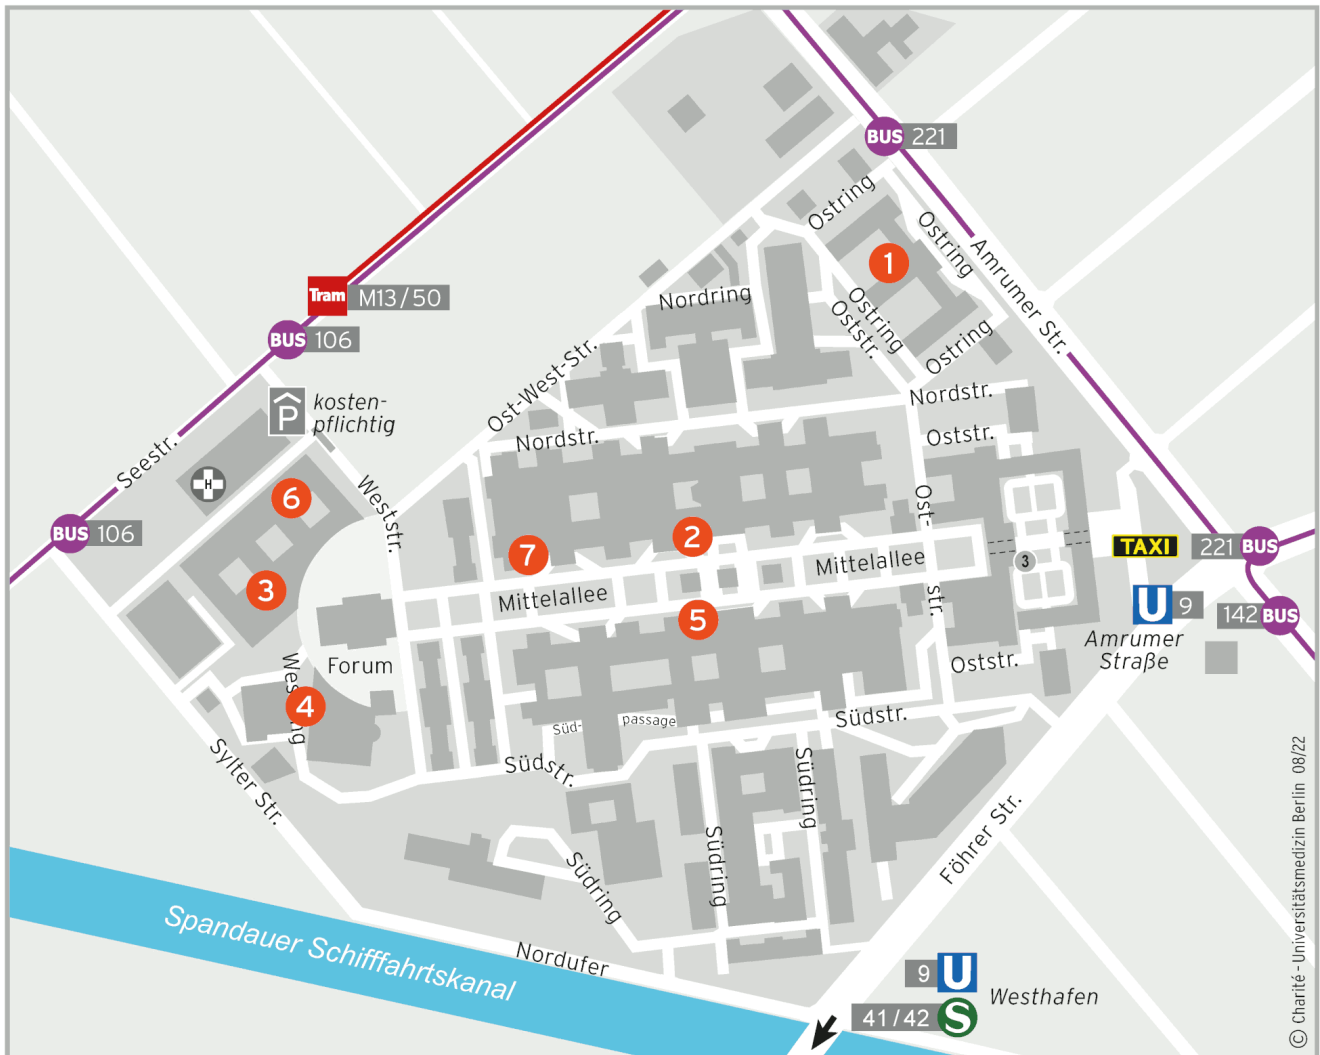 BUS 221
Ostring
Ostring
1
Amrumer Str.
Tram M13/50
Nordring
Ostring
Oststr.
Ostring
BUS 106
Ost-West-Str.
P
kosten-
pflichtig
Nordstr.
Nordstr.
Oststr.
Seestr.
H
6
Weststr.
Ost-
str.
BUS 106
2
7
Mittelallee
3
TAXI
221 BUS
3
Mittelallee
U 9
142 BUS
5
Amrumer
Straße
Forum
Oststr.
Westring
4
Süd-
passage
Südstr.
Südstr.
Sylter Str.
Südring
Südring
Südring
Föhrer Str.
Spandauer Schifffahrtskanal
Nordufer
9 U
Westhafen
41/42 S
© Charité - Universitätsmedizin Berlin 08/22